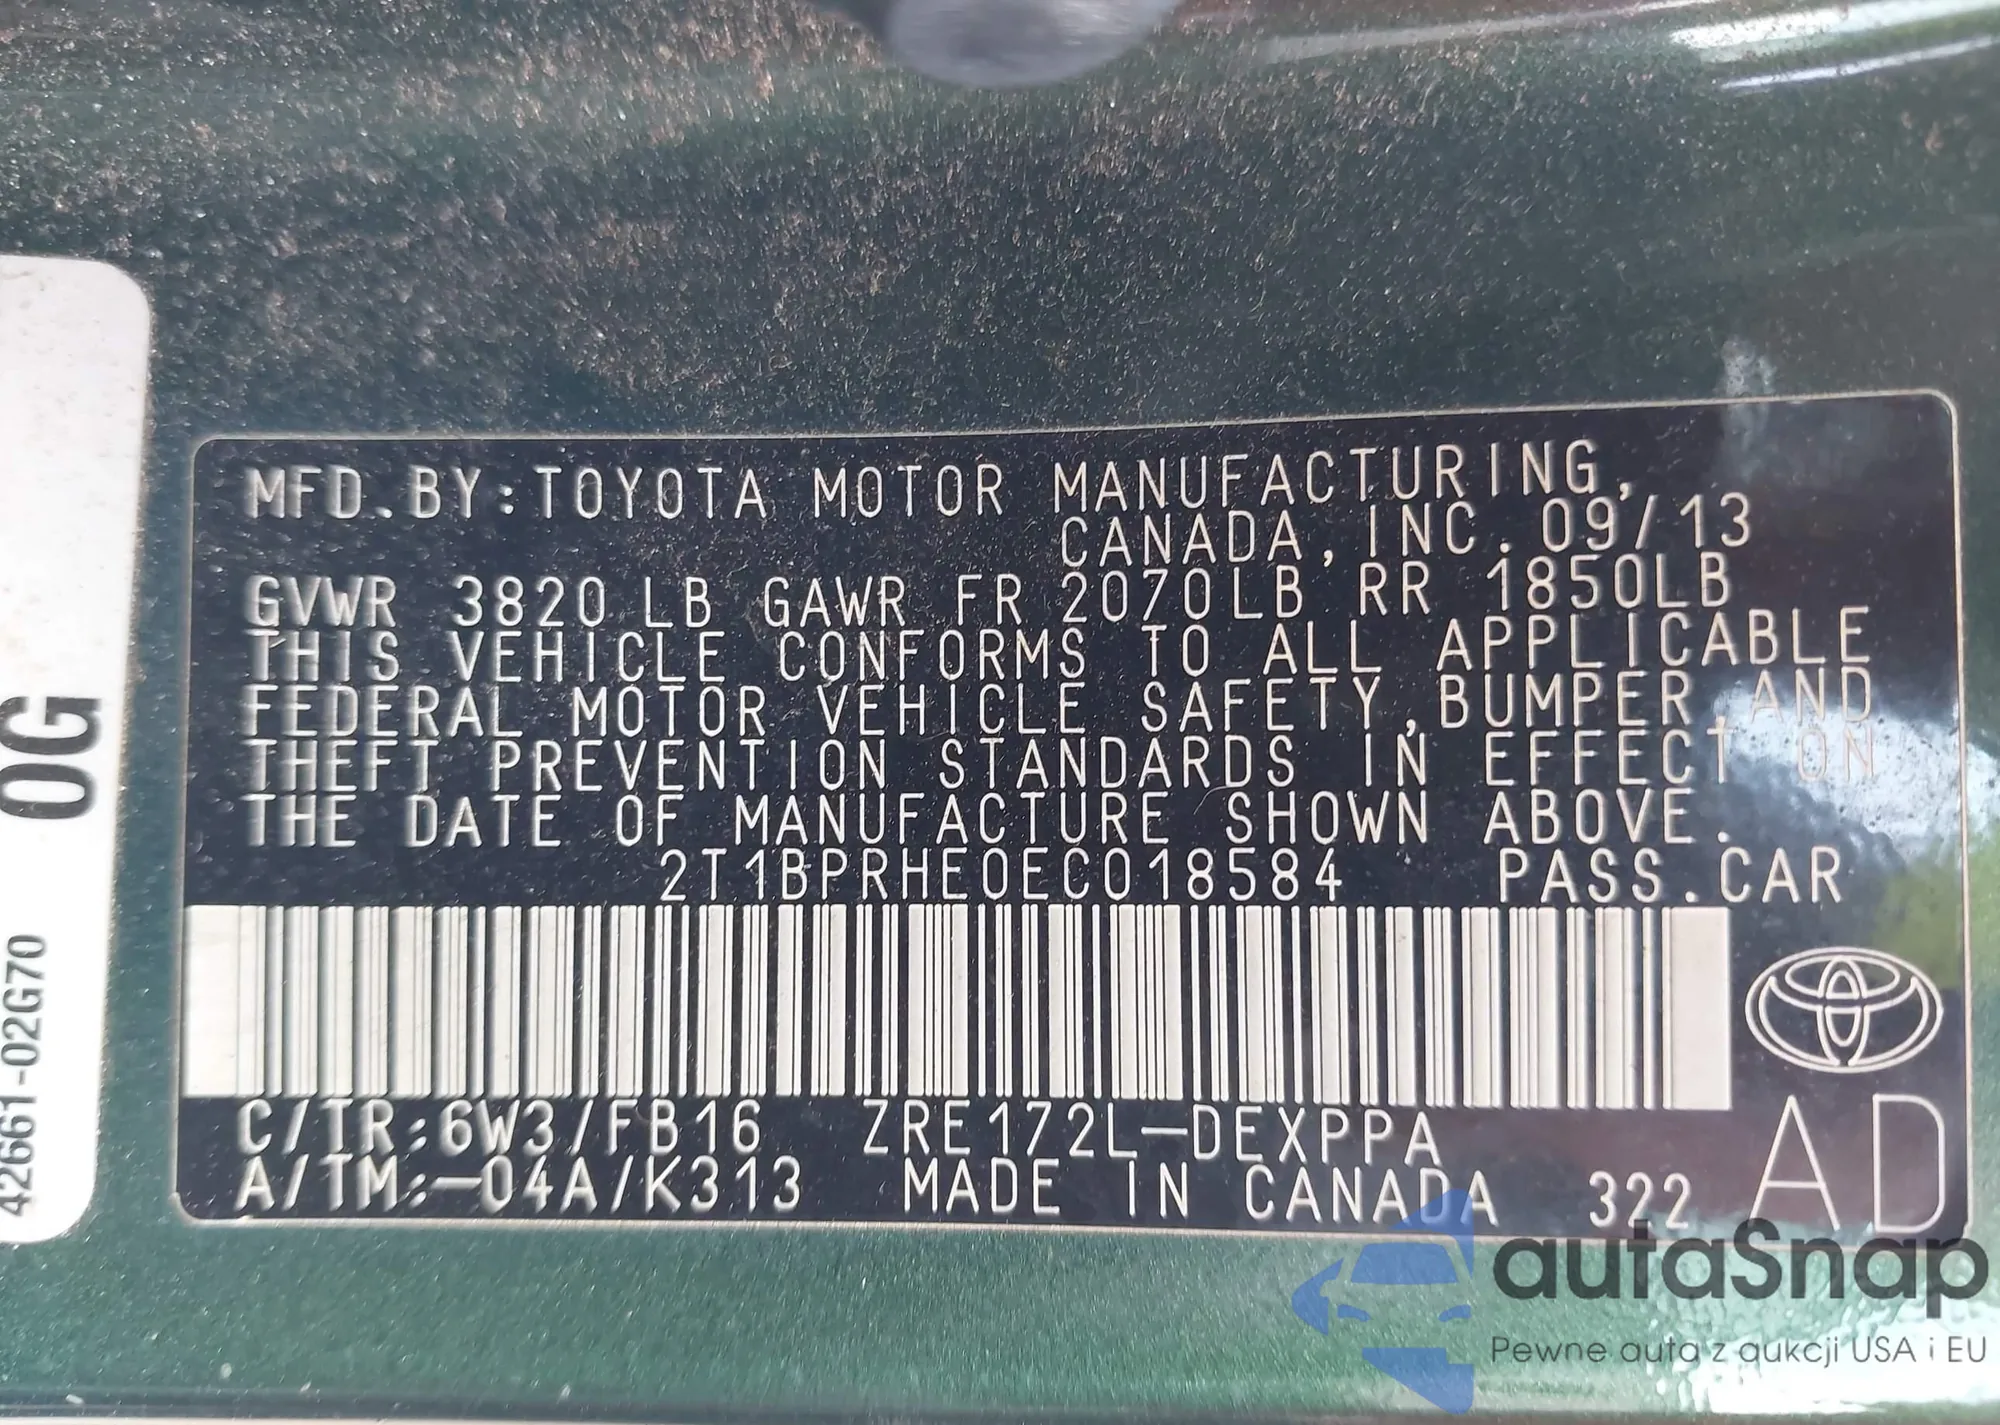 MFD.BY:TOYOTA MOTOR MANUFACTURING,
CANADA,INC.09/13
GVWR 3820 LB GAWR FR 2070LB RR 1850LB
THIS VEHICLE CONFORMS TO ALL APPLICABLE
FEDERAL MOTOR VEHICLE SAFETY,BUMPER,AND
THEFT PREVENTION STANDARDS IN EFFECT ON
THE DATE OF MANUFACTURE SHOWN ABOVE.
2T1BPRHE0EC018584 PASS.CAR
C/TR:6W3/FB16 ZRE172L-DEXPPA
A/TM:-04A/K313 MADE IN CANADA 322
AD
0G
42661-02G70
autaSnap
Pewne auta z aukcji USA i EU